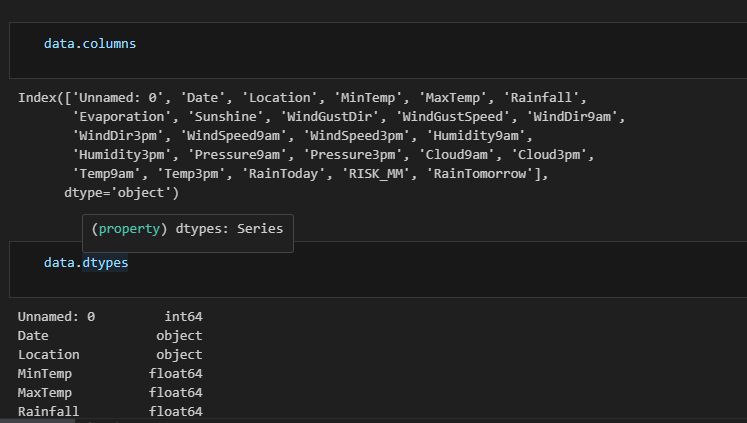 data.columns
Index(['Unnamed: 0', 'Date', 'Location', 'MinTemp', 'MaxTemp', 'Rainfall',
'Evaporation', 'Sunshine', 'WindGustDir', 'WindGustSpeed', 'WindDir9am',
'WindDir3pm', 'WindSpeed9am', 'WindSpeed3pm', 'Humidity9am',
'Humidity3pm', 'Pressure9am', 'Pressure3pm', 'Cloud9am', 'Cloud3pm',
'Temp9am', 'Temp3pm', 'RainToday', 'RISK_MM', 'RainTomorrow'],
dtype='object')
(property) dtypes: Series
data.dtypes
Unnamed: 0 int64
Date object
Location object
MinTemp float64
MaxTemp float64
Rainfall float64